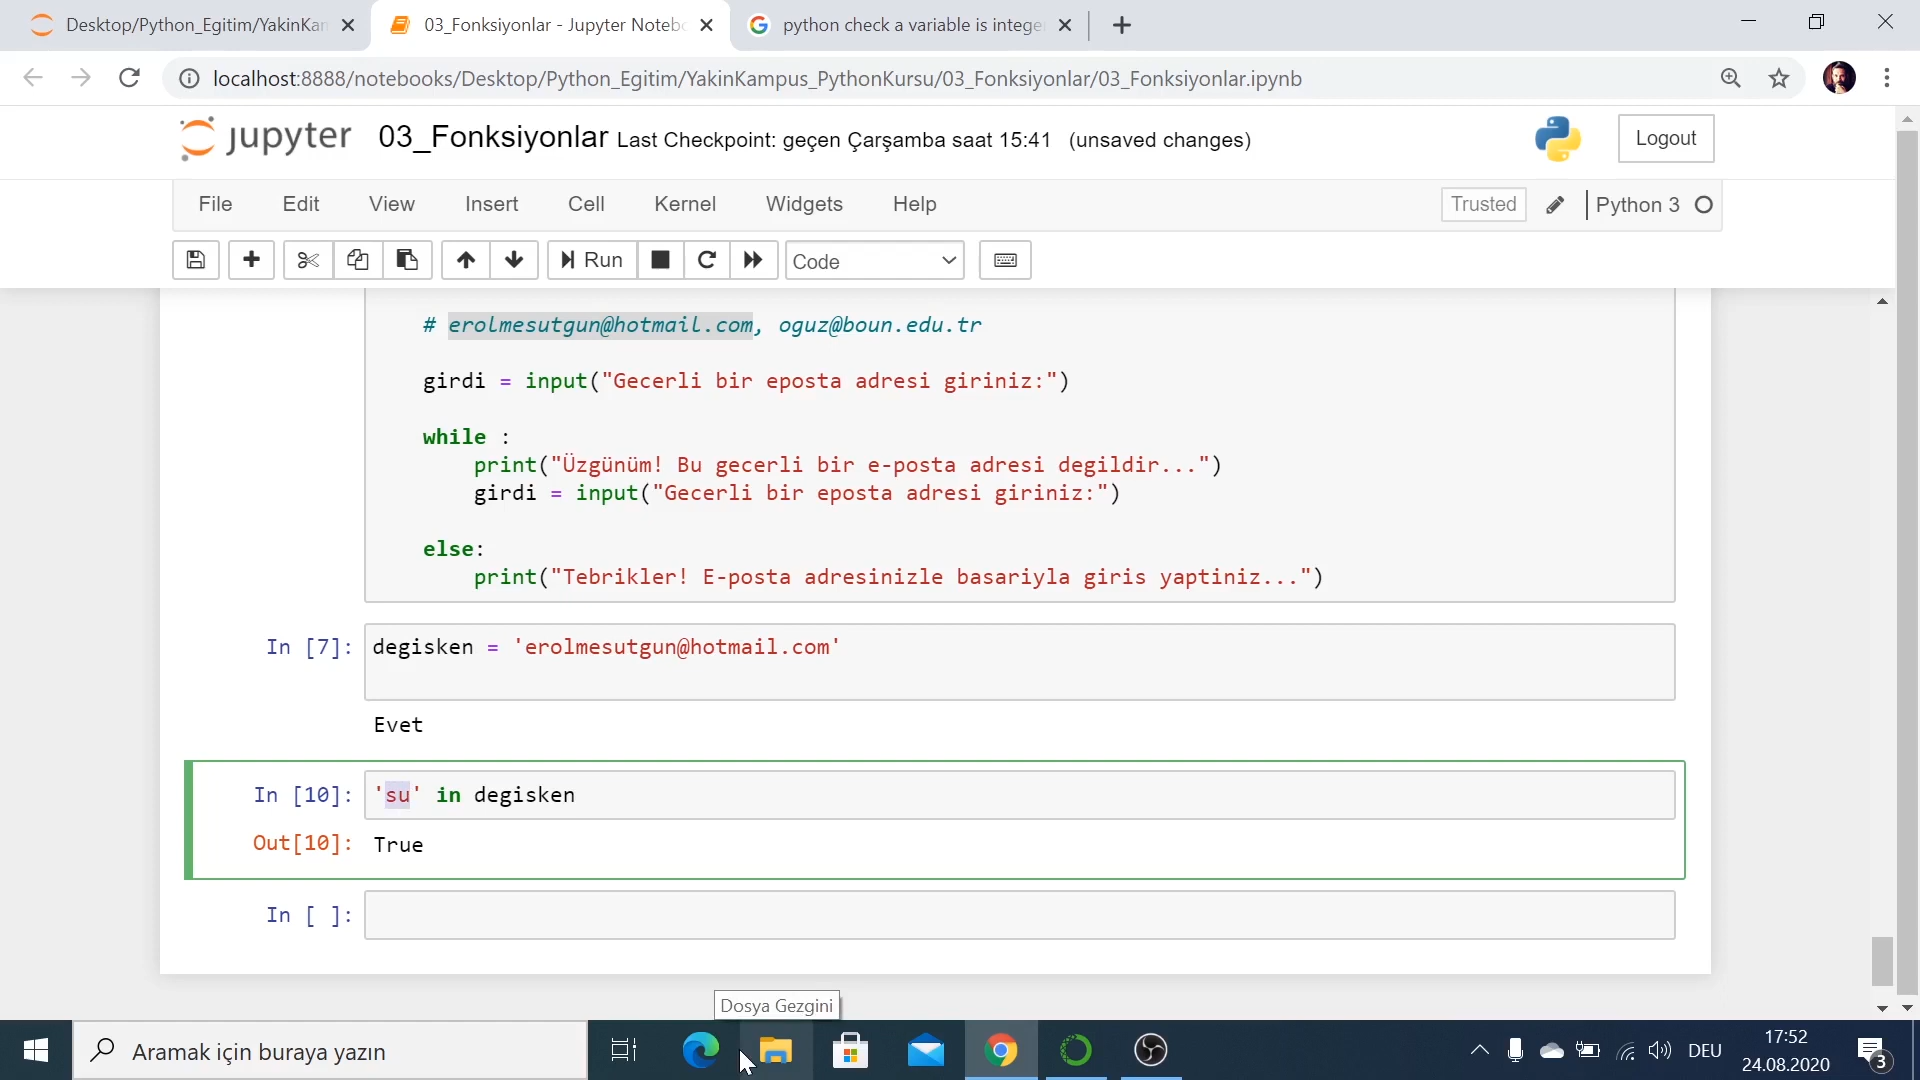 Desktop/Python_Egitim/YakinKan
03_Fonksiyonlar - Jupyter Notebo
python check a variable is intege
localhost:8888/notebooks/Desktop/Python_Egitim/YakinKampus_PythonKursu/03_Fonksiyonlar/03_Fonksiyonlar.ipynb
jupyter 03_Fonksiyonlar Last Checkpoint: geçen Çarşamba saat 15:41 (unsaved changes)
Logout
File Edit View Insert Cell Kernel Widgets Help
Trusted Python 3
Run Code
# erolmesutgun@hotmail.com, oguz@boun.edu.tr
girdi = input("Gecerli bir eposta adresi giriniz:")
while :
print("Üzgünüm! Bu gecerli bir e-posta adresi degildir...")
girdi = input("Gecerli bir eposta adresi giriniz:")
else:
print("Tebrikler! E-posta adresinizle basariyla giris yaptiniz...")
In [7]: degisken = 'erolmesutgun@hotmail.com'
Evet
In [10]: 'su' in degisken
Out[10]: True
In [ ]:
Dosya Gezgini
Aramak için buraya yazın
DEU
17:52
24.08.2020
3